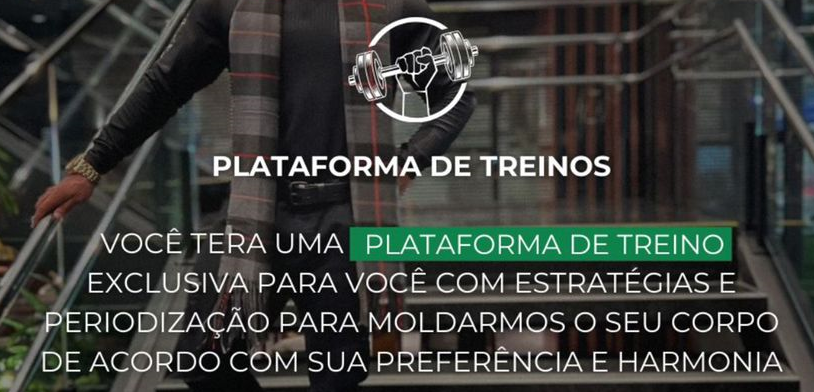 PLATAFORMA DE TREINOS
VOCÊ TERA UMA PLATAFORMA DE TREINO
EXCLUSIVA PARA VOCÊ COM ESTRATÉGIAS E
PERIODIZAÇÃO PARA MOLDARMOS O SEU CORPO
DE ACORDO COM SUA PREFERÊNCIA E HARMONIA